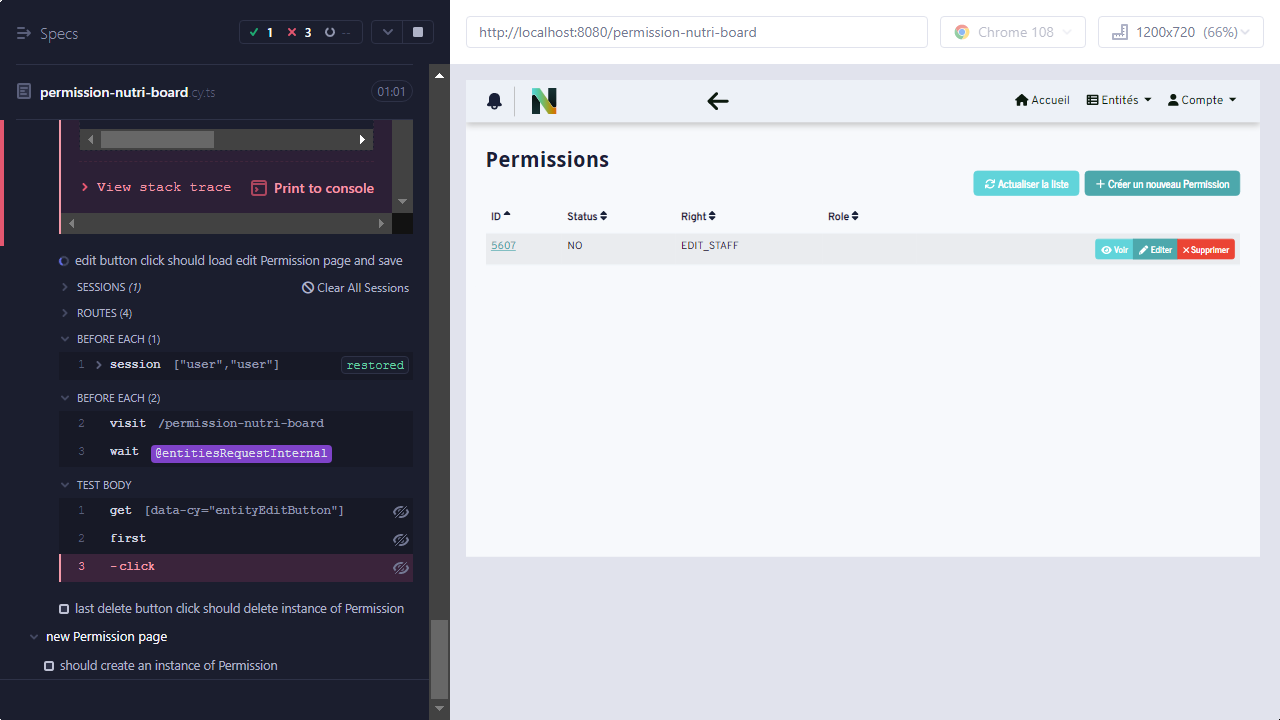 Specs
1
3
--
permission-nutri-board.cy.ts
01:01
View stack trace
Print to console
edit button click should load edit Permission page and save
SESSIONS (1)
Clear All Sessions
ROUTES (4)
BEFORE EACH (1)
1 session ["user","user"] restored
BEFORE EACH (2)
2 visit /permission-nutri-board
3 wait @entitiesRequestInternal
TEST BODY
1 get [data-cy="entityEditButton"]
2 first
3 -click
last delete button click should delete instance of Permission
new Permission page
should create an instance of Permission
http://localhost:8080/permission-nutri-board
Chrome 108
1200x720 (66%)
N
Accueil
Entités
Compte
Permissions
Actualiser la liste
Créer un nouveau Permission
ID Status Right Role
5607 NO EDIT_STAFF
Voir
Editer
Supprimer